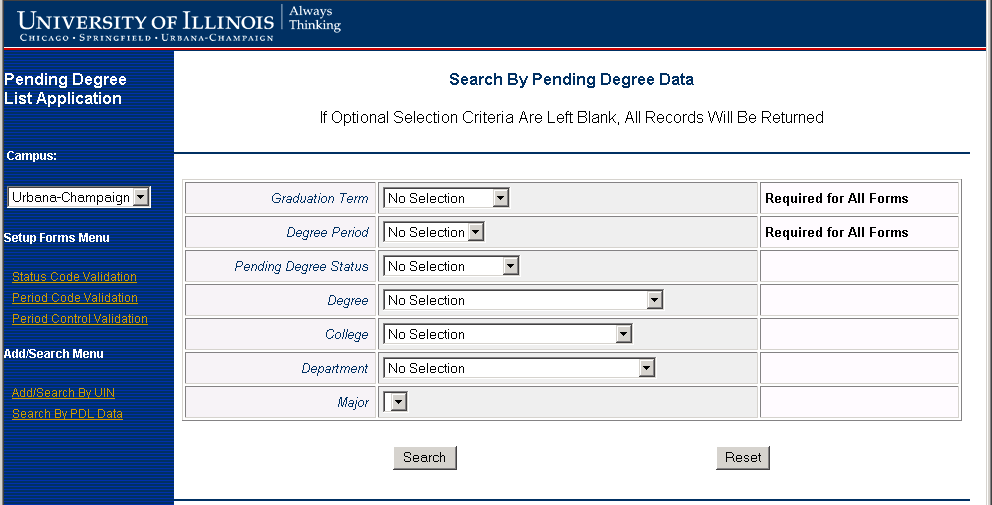 UNIVERSITY OF ILLINOIS
CHICAGO • SPRINGFIELD • URBANA-CHAMPAIGN
Always
Thinking
Pending Degree
List Application
Campus:
Urbana-Champaign
Setup Forms Menu
Status Code Validation
Period Code Validation
Period Control Validation
Add/Search Menu
Add/Search By UIN
Search By PDL Data
Search By Pending Degree Data
If Optional Selection Criteria Are Left Blank, All Records Will Be Returned
Graduation Term No Selection Required for All Forms
Degree Period No Selection Required for All Forms
Pending Degree Status No Selection
Degree No Selection
College No Selection
Department No Selection
Major
Search Reset